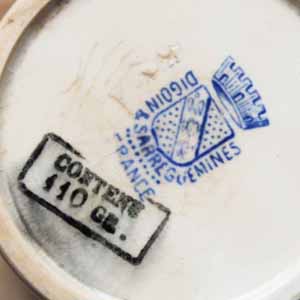 DIGOIN &
SARREGUEMINES
- FRANCE -
CONTENS
110 GR.